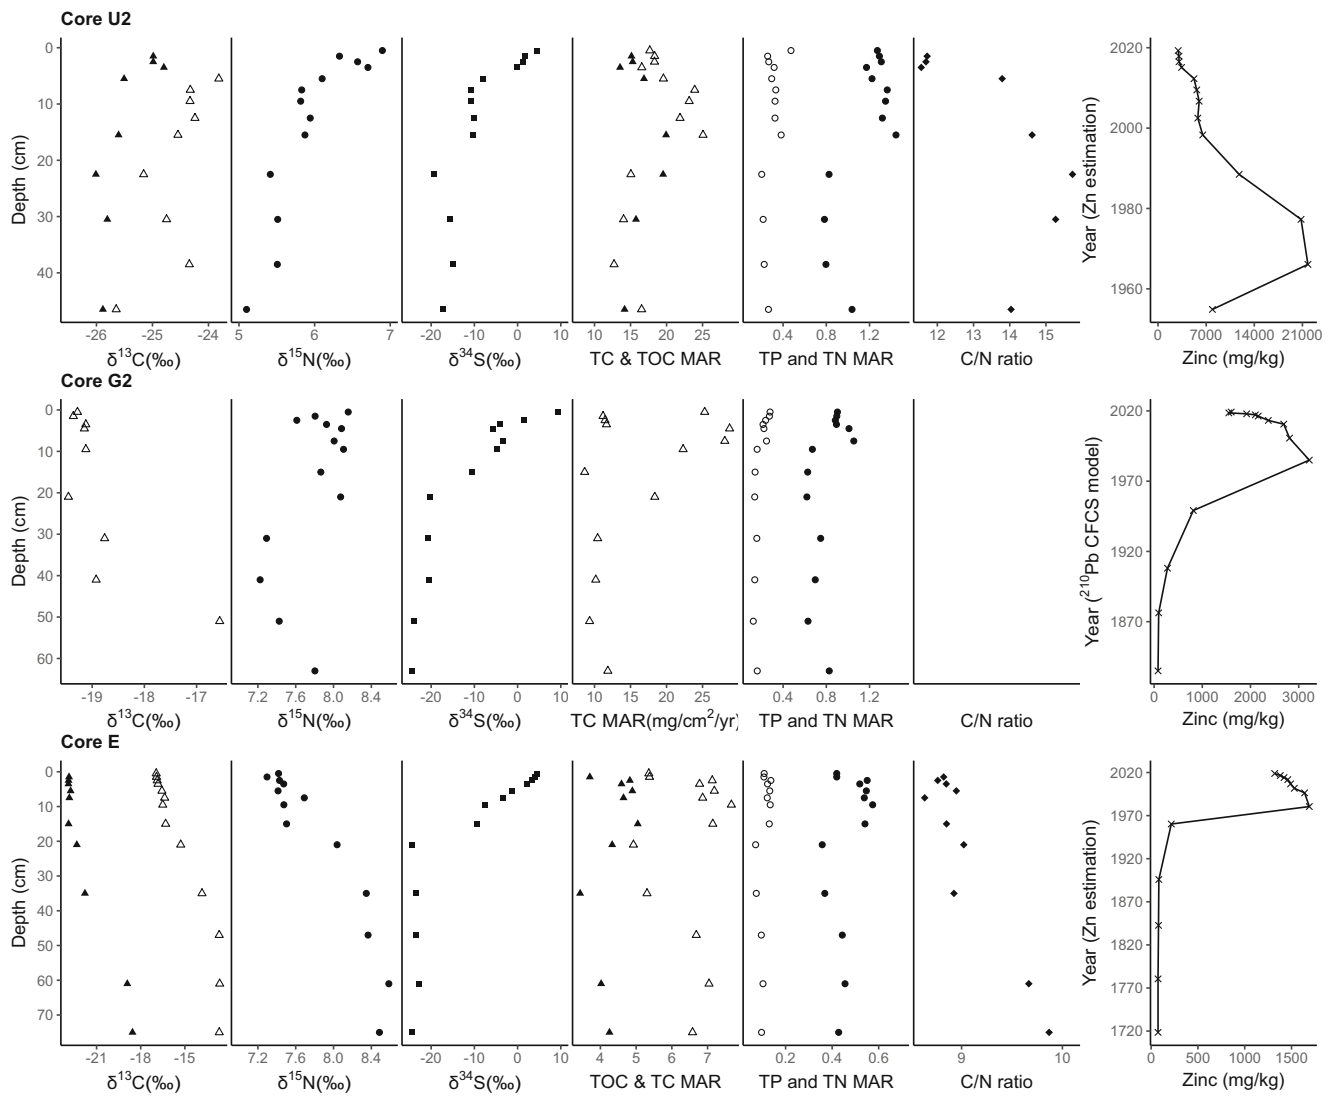 Core U2
Depth (cm)
0
10
20
30
40
-26 -25 -24
δ¹³C(‰)
5 6 7
δ¹⁵N(‰)
-20 -10 0 10
δ³⁴S(‰)
10 15 20 25
TC & TOC MAR
0.4 0.8 1.2
TP and TN MAR
12 13 14 15
C/N ratio
Year (Zn estimation)
2020
2000
1980
1960
0 7000 14000 21000
Zinc (mg/kg)
Core G2
Depth (cm)
0
10
20
30
40
50
60
-19 -18 -17
δ¹³C(‰)
7.2 7.6 8.0 8.4
δ¹⁵N(‰)
-20 -10 0 10
δ³⁴S(‰)
10 15 20 25
TC MAR(mg/cm²/yr)
0.4 0.8 1.2
TP and TN MAR
C/N ratio
Year (²¹⁰Pb CFCS model)
2020
1970
1920
1870
0 1000 2000 3000
Zinc (mg/kg)
Core E
Depth (cm)
0
10
20
30
40
50
60
70
-21 -18 -15
δ¹³C(‰)
7.2 7.6 8.0 8.4
δ¹⁵N(‰)
-20 -10 0 10
δ³⁴S(‰)
4 5 6 7
TOC & TC MAR
0.2 0.4 0.6
TP and TN MAR
9 10
C/N ratio
Year (Zn estimation)
2020
1970
1920
1870
1820
1770
1720
0 500 1000 1500
Zinc (mg/kg)